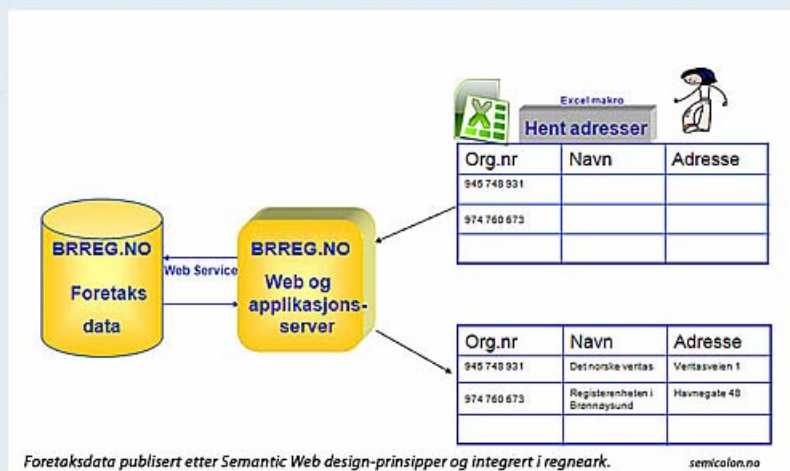 Excel makro
Hent adresser
Org.nr Navn Adresse
945 748 931
974 760 673
BRREG.NO
Foretaks
data
Web Service
BRREG.NO
Web og
applikasjons-
server
Org.nr Navn Adresse
945 748 931 Det norske veritas Veritasveien 1
974 760 673 Registerenheten i Brønnøysund Havnegate 48
Foretaksdata publisert etter Semantic Web design-prinsipper og integrert i regneark.
semicolon.no